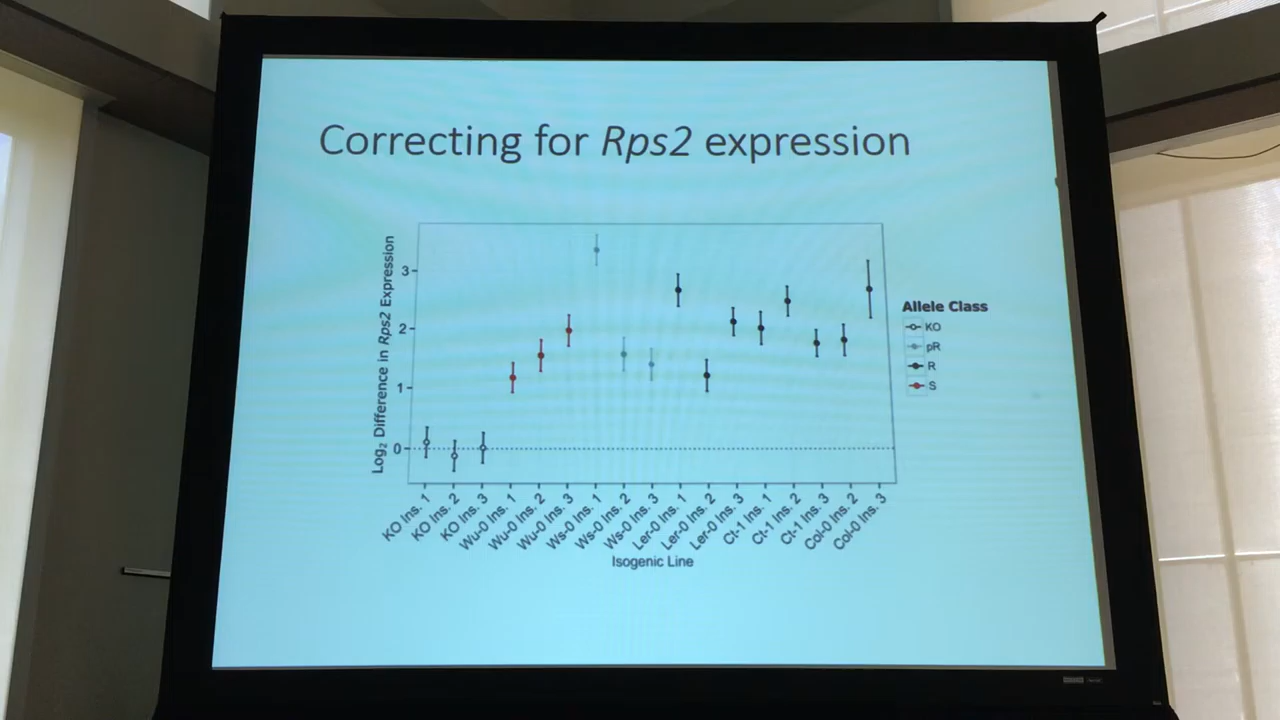 Correcting for Rps2 expression
Log₂ Difference in Rps2 Expression
3
2
1
0
KO Ins. 1
KO Ins. 2
KO Ins. 3
Wu-0 Ins. 1
Wu-0 Ins. 2
Wu-0 Ins. 3
Ws-0 Ins. 1
Ws-0 Ins. 2
Ws-0 Ins. 3
Ler-0 Ins. 1
Ler-0 Ins. 2
Ler-0 Ins. 3
Ct-1 Ins. 1
Ct-1 Ins. 2
Ct-1 Ins. 3
Col-0 Ins. 2
Col-0 Ins. 3
Isogenic Line
Allele Class
KO
pR
R
S